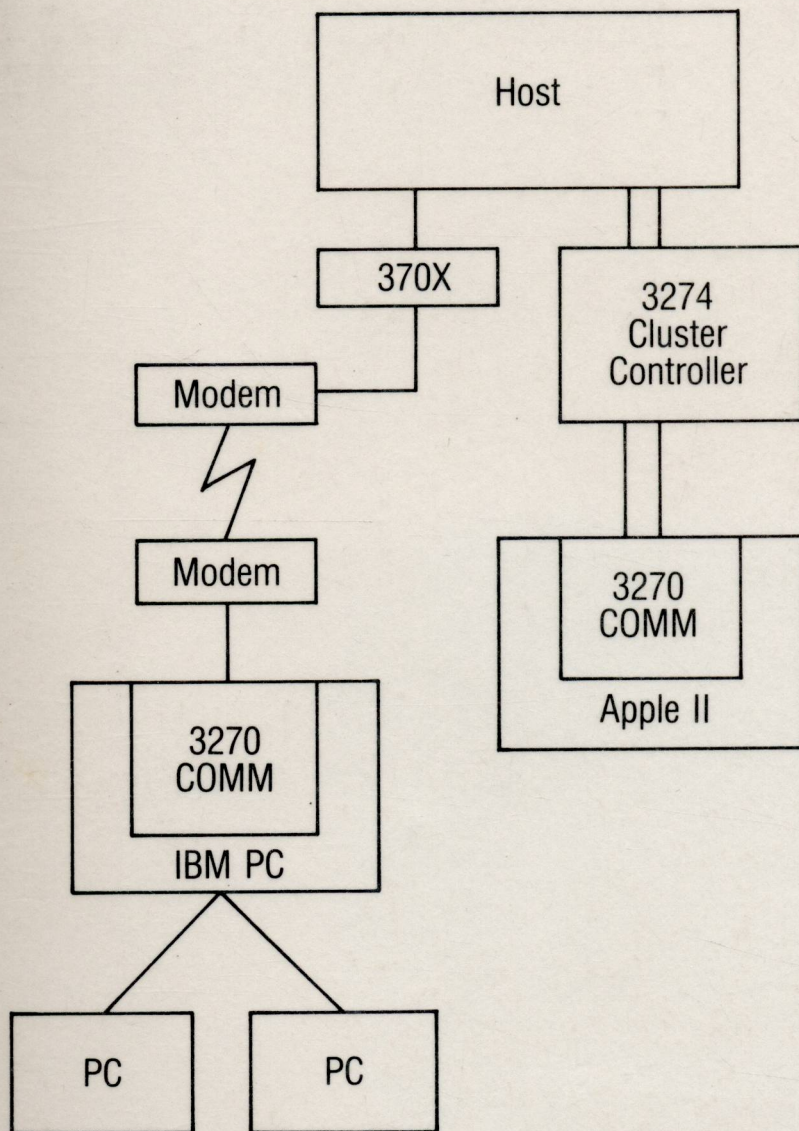 Host
370X
3274
Cluster
Controller
Modem
Modem
3270
COMM
Apple II
3270
COMM
IBM PC
PC
PC